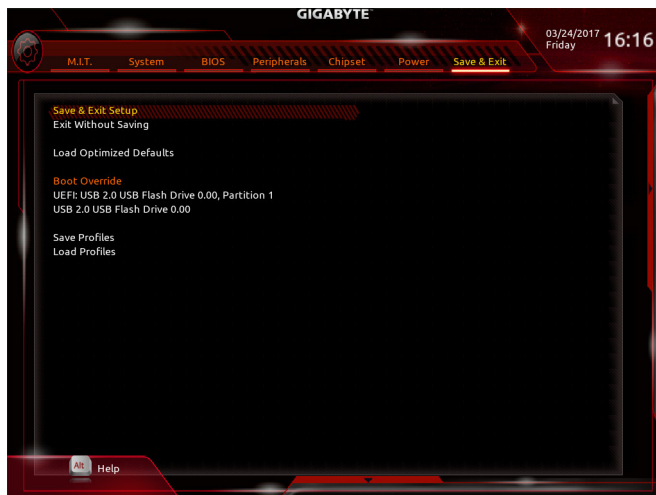 GIGABYTE™
03/24/2017
Friday
16:16
M.I.T. System BIOS Peripherals Chipset Power Save & Exit
Save & Exit Setup
Exit Without Saving
Load Optimized Defaults
Boot Override
UEFI: USB 2.0 USB Flash Drive 0.00, Partition 1
USB 2.0 USB Flash Drive 0.00
Save Profiles
Load Profiles
Alt Help